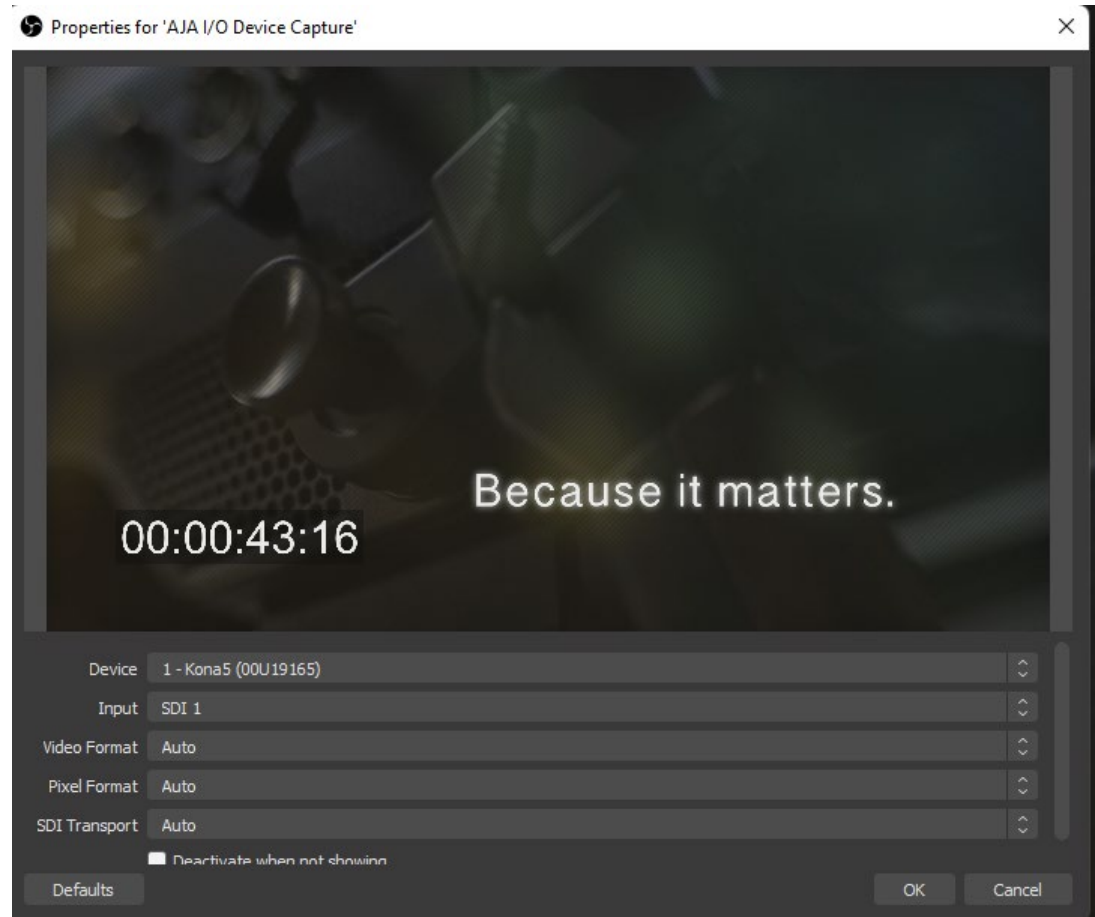 Properties for 'AJA I/O Device Capture'
Because it matters.
00:00:43:16
Device 1 - Kona5 (00U19165)
Input SDI 1
Video Format Auto
Pixel Format Auto
SDI Transport Auto
Deactivate when not showing
Defaults OK Cancel